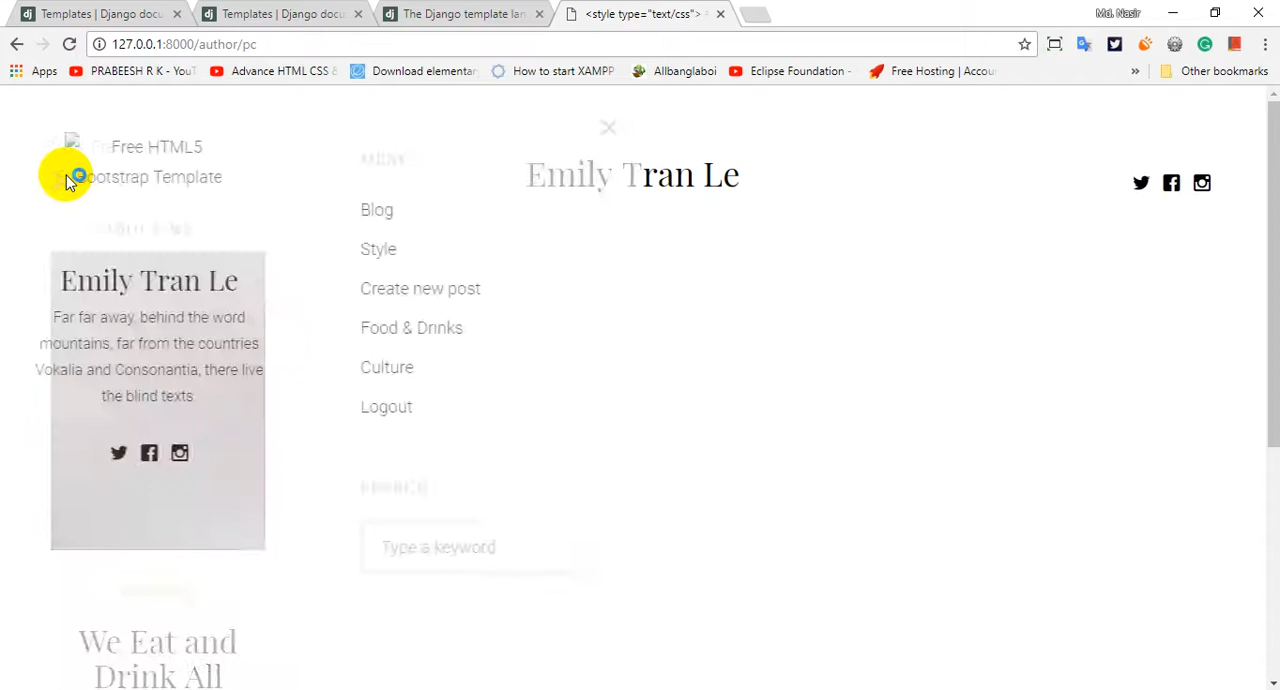 Templates | Django docu
Templates | Django docu
The Django template lan
<style type="text/css">
Md. Nasir
127.0.0.1:8000/author/pc
Apps
PRABEESH R K - YouT
Advance HTML CSS &
Download elementar
How to start XAMPP
Allbanglaboi
Eclipse Foundation -
Free Hosting | Accou
»
Other bookmarks
Free HTML5
Bootstrap Template
Emily Tran Le
Far far away, behind the word
mountains, far from the countries
Vokalia and Consonantia, there live
the blind texts
We Eat and
Drink All
MENU
Blog
Style
Create new post
Food & Drinks
Culture
Logout
SEARCH
Type a keyword
Emily Tran Le